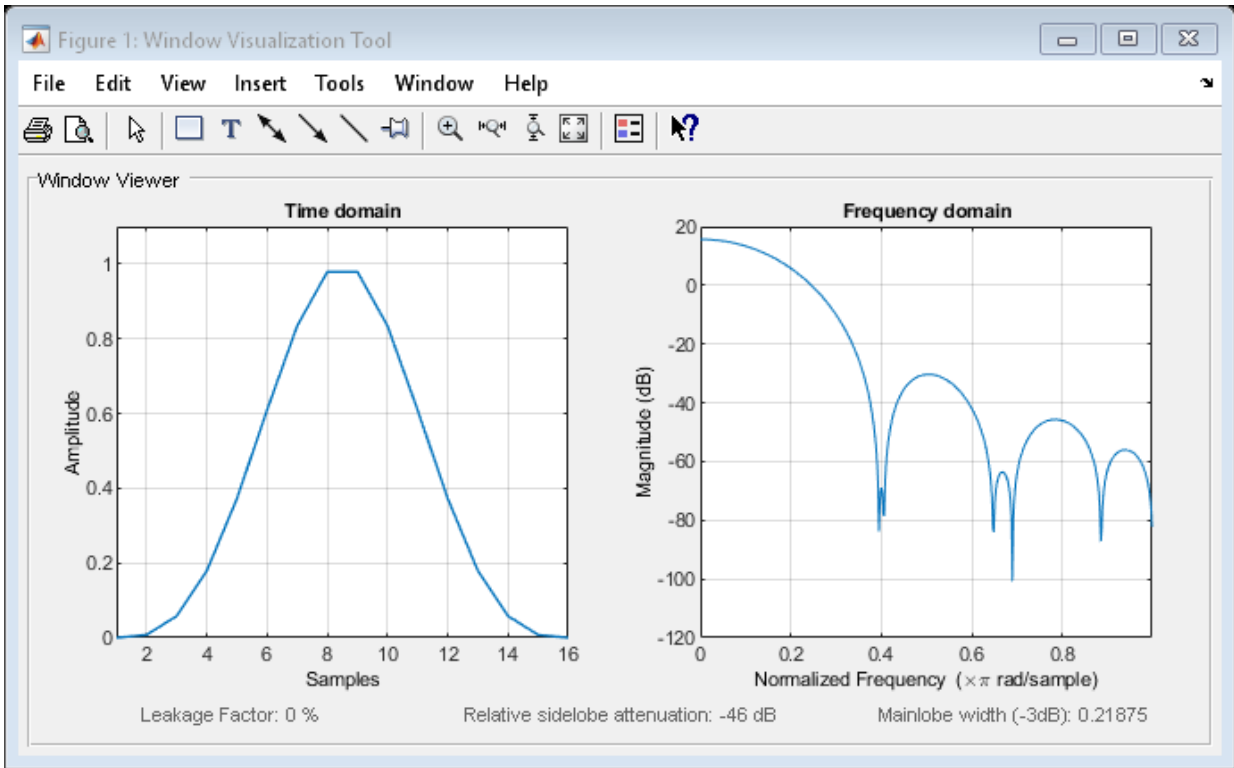 Figure 1: Window Visualization Tool
File Edit View Insert Tools Window Help
T
?
Window Viewer
Time domain
1
0.8
0.6
0.4
0.2
0
2 4 6 8 10 12 14 16
Amplitude
Samples
Frequency domain
20
0
-20
-40
-60
-80
-100
-120
0 0.2 0.4 0.6 0.8
Magnitude (dB)
Normalized Frequency (×π rad/sample)
Leakage Factor: 0 % Relative sidelobe attenuation: -46 dB Mainlobe width (-3dB): 0.21875